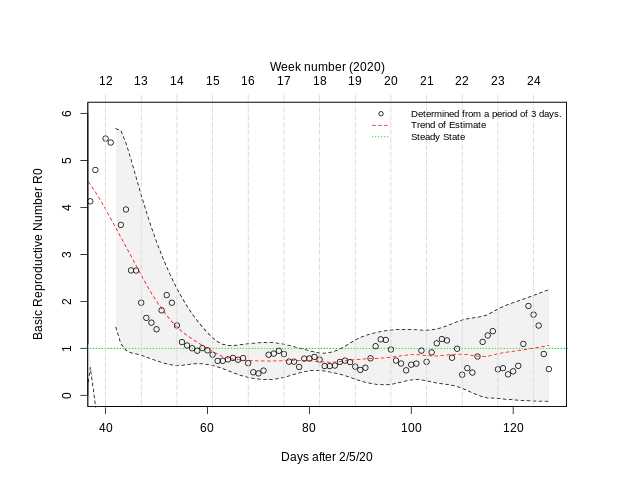 Week number (2020)
12 13 14 15 16 17 18 19 20 21 22 23 24
Determined from a period of 3 days.
Trend of Estimate
Steady State
Basic Reproductive Number R0
6
5
4
3
2
1
0
40 60 80 100 120
Days after 2/5/20